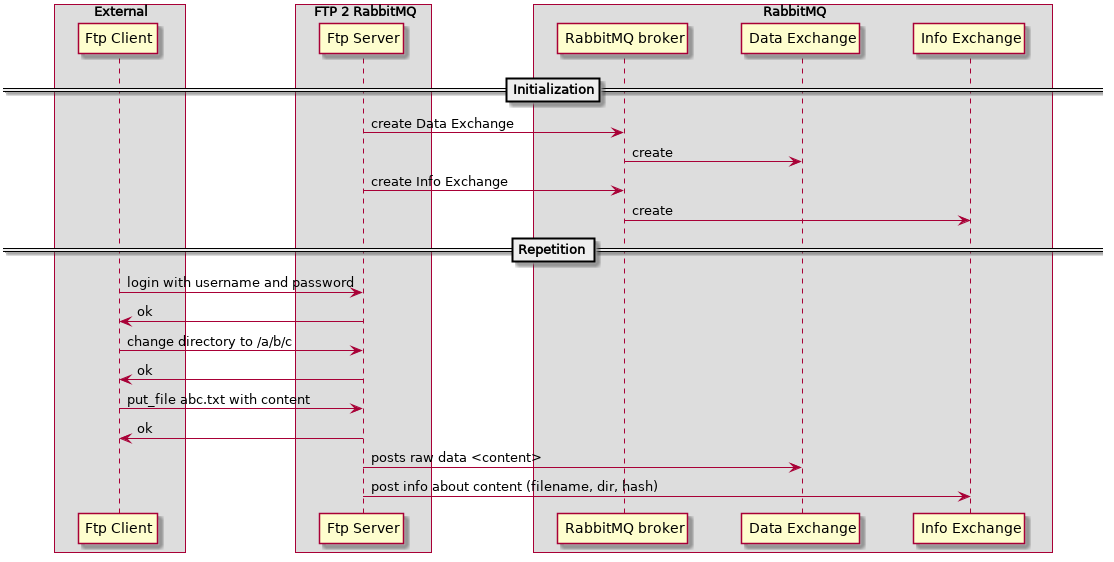 External
FTP 2 RabbitMQ
RabbitMQ
Ftp Client
Ftp Server
RabbitMQ broker
Data Exchange
Info Exchange
Initialization
create Data Exchange
create
create Info Exchange
create
Repetition
login with username and password
ok
change directory to /a/b/c
ok
put_file abc.txt with content
ok
posts raw data <content>
post info about content (filename, dir, hash)
Ftp Client
Ftp Server
RabbitMQ broker
Data Exchange
Info Exchange